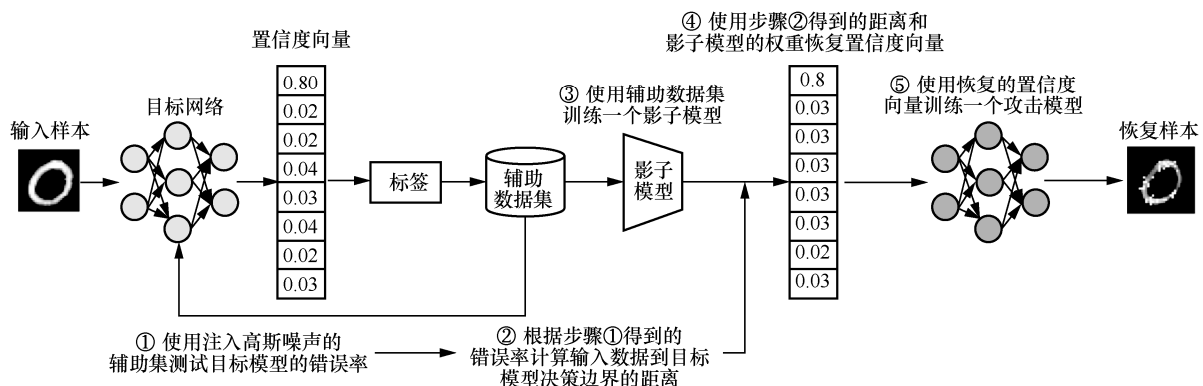 输入样本
目标网络
置信度向量
0.80
0.02
0.02
0.04
0.03
0.04
0.02
0.03
标签
辅助
数据集
③ 使用辅助数据集
训练一个影子模型
影子
模型
④ 使用步骤②得到的距离和
影子模型的权重恢复置信度向量
0.8
0.03
0.03
0.03
0.03
0.03
0.02
0.03
⑤ 使用恢复的置信度
向量训练一个攻击模型
恢复样本
① 使用注入高斯噪声的
辅助集测试目标模型的错误率
② 根据步骤①得到的
错误率计算输入数据到目标
模型决策边界的距离